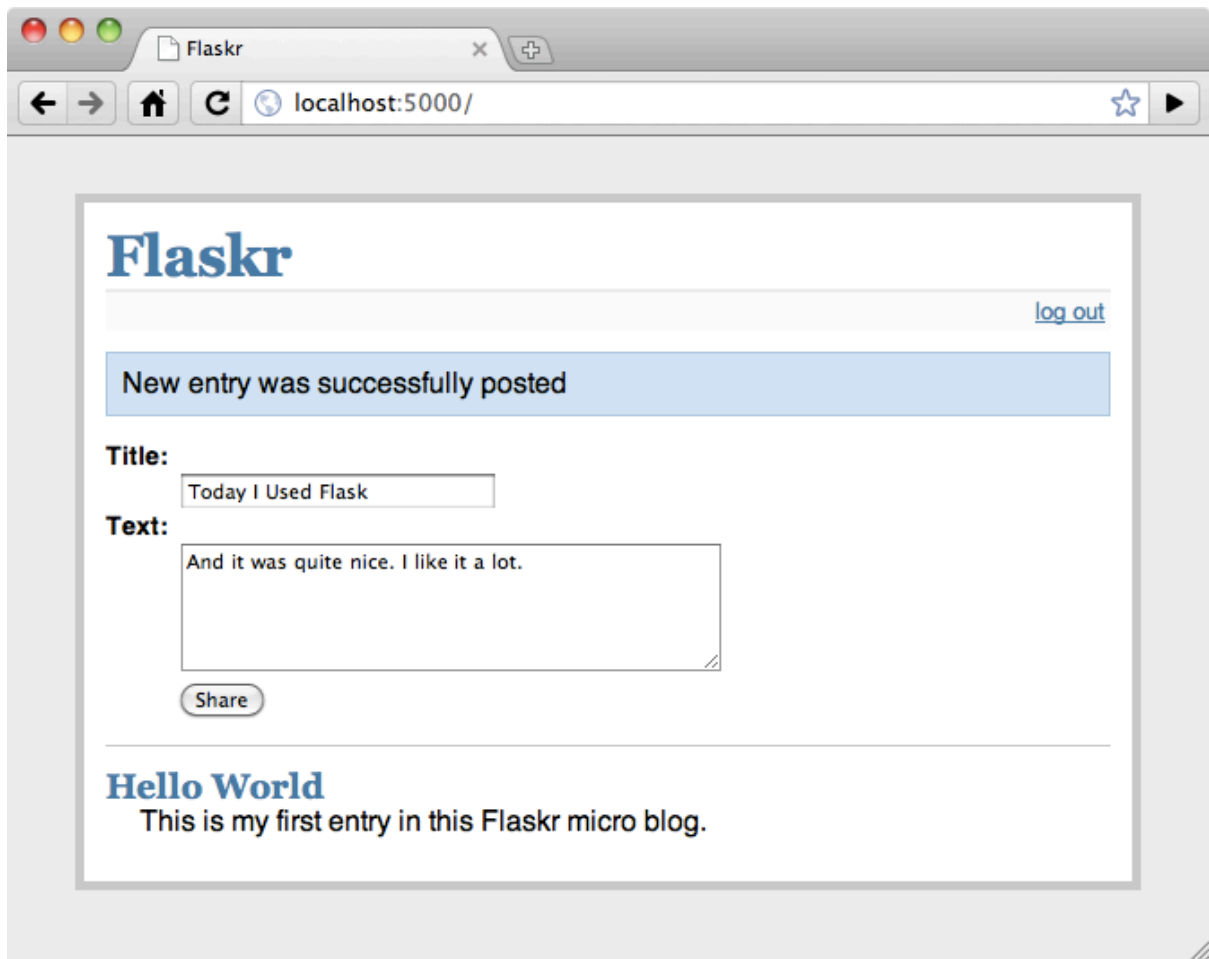 Flaskr
localhost:5000/
Flaskr
log out
New entry was successfully posted
Title:
Today I Used Flask
Text:
And it was quite nice. I like it a lot.
Share
Hello World
This is my first entry in this Flaskr micro blog.